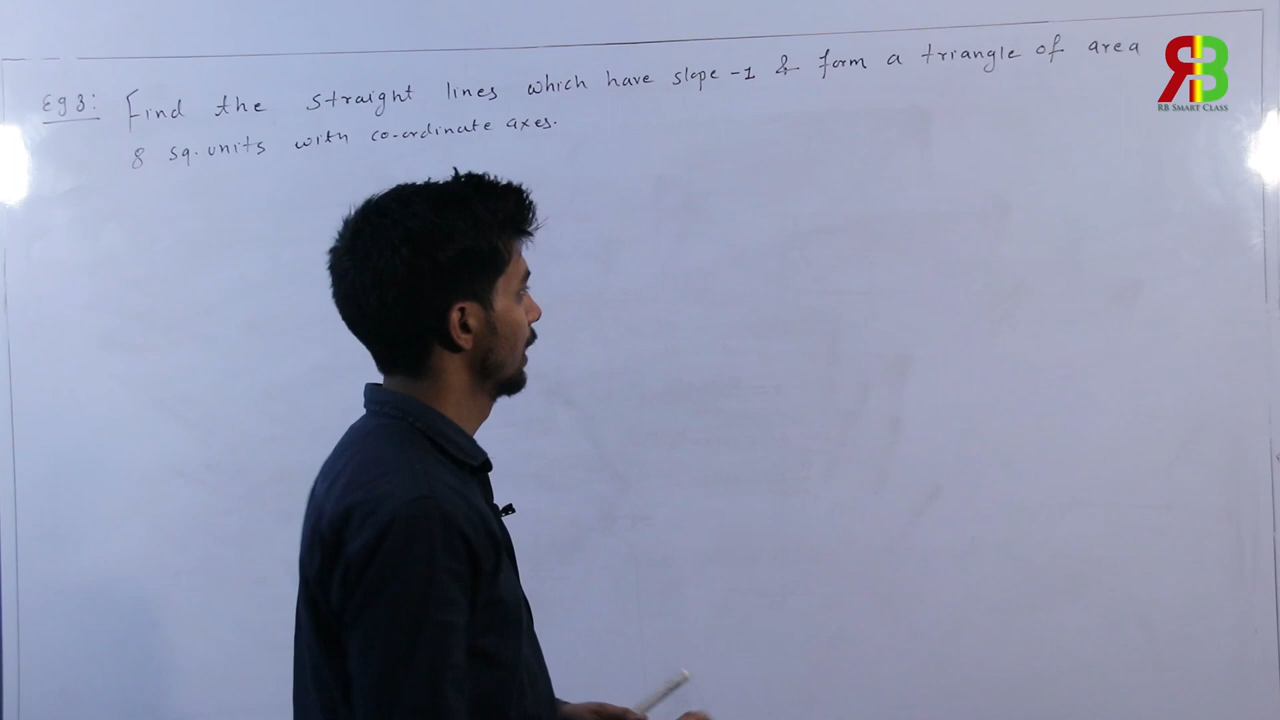 Eg 3: Find the straight lines which have slope -1 & form a triangle of area
8 sq. units with co-ordinate axes.
RB
RB SMART CLASS